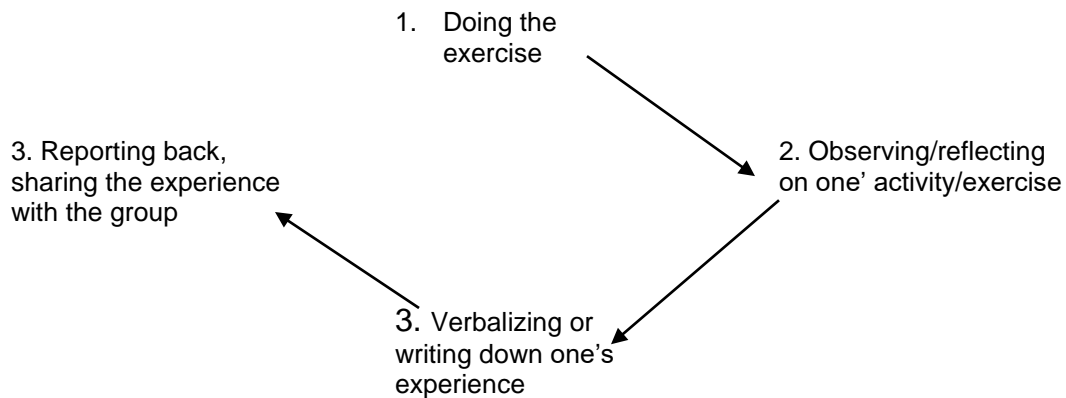 1. Doing the
exercise
2. Observing/reflecting
on one’ activity/exercise
3. Verbalizing or
writing down one’s
experience
3. Reporting back,
sharing the experience
with the group